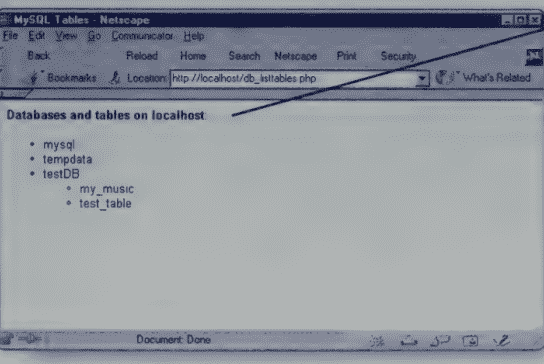 MySQL Tables - Netscape
File Edit View Go Communicator Help
Back Reload Home Search Netscape Print Security
Bookmarks Location: http://localhost/db_listtables.php What's Related
Databases and tables on localhost:
mysql
tempdata
testDB
my_music
test_table
Document: Done